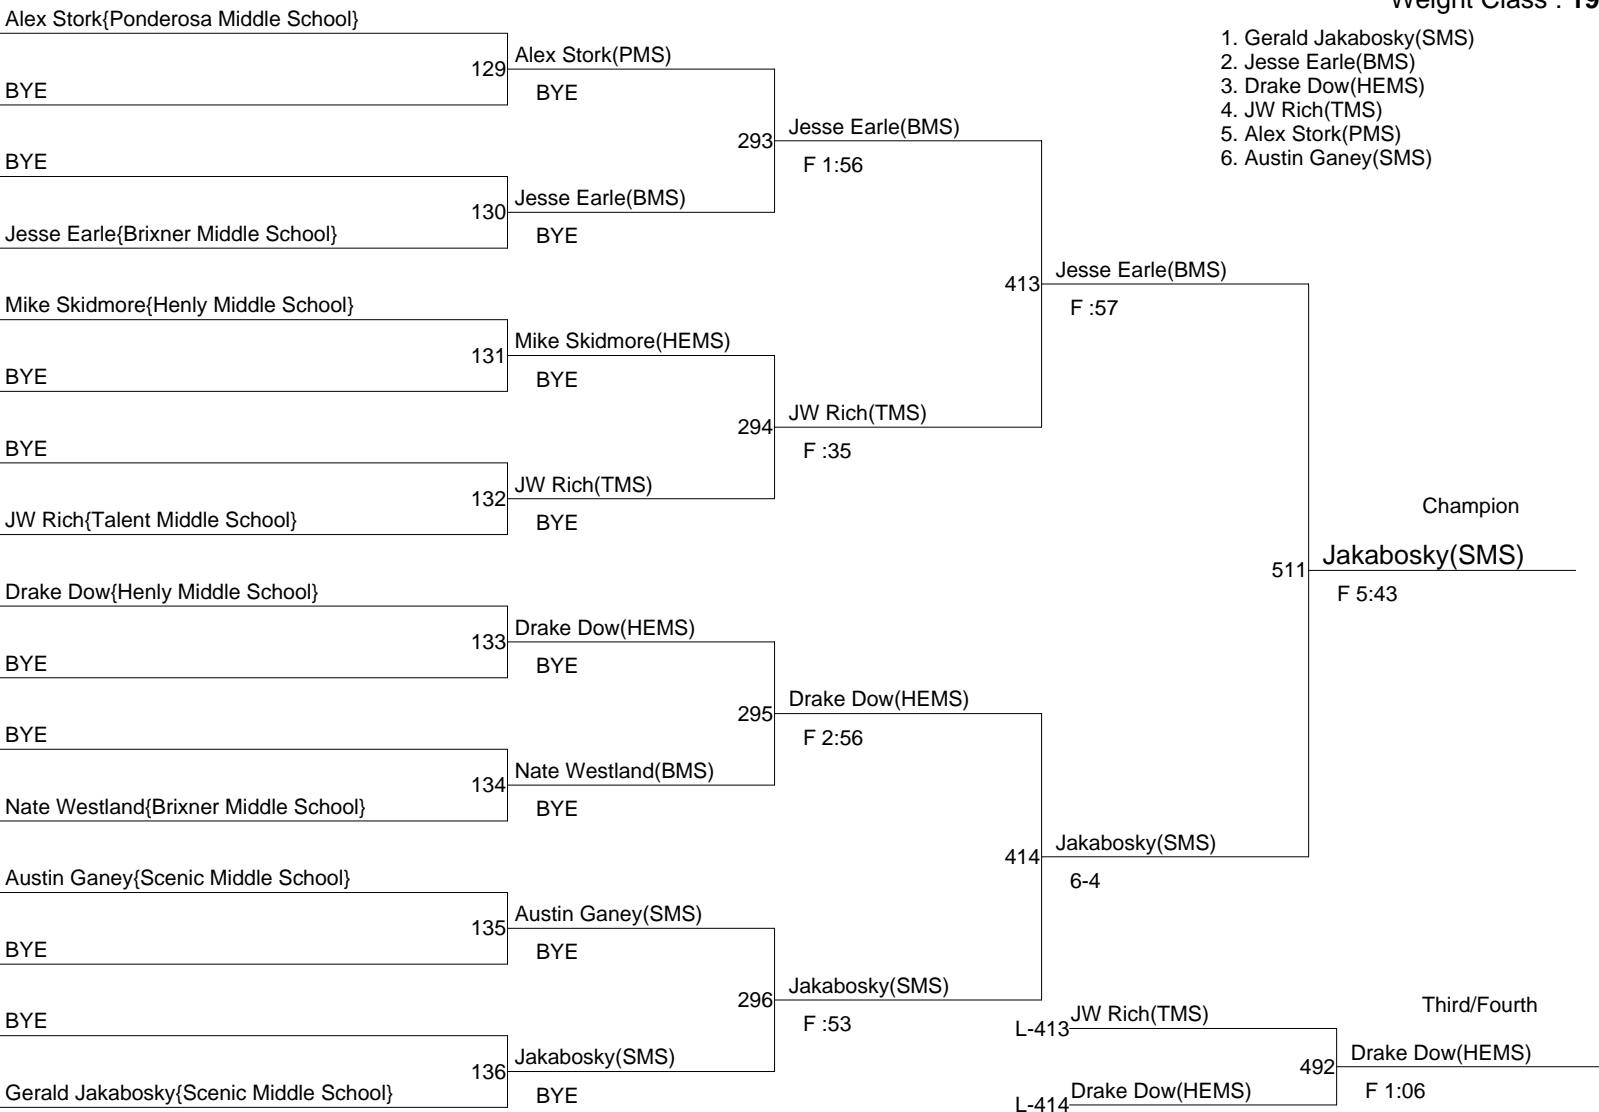 Weight Class : 19
1. Gerald Jakabosky(SMS)
2. Jesse Earle(BMS)
3. Drake Dow(HEMS)
4. JW Rich(TMS)
5. Alex Stork(PMS)
6. Austin Ganey(SMS)
Alex Stork{Ponderosa Middle School}
BYE
BYE
Jesse Earle{Brixner Middle School}
Mike Skidmore{Henly Middle School}
BYE
BYE
JW Rich{Talent Middle School}
Drake Dow{Henly Middle School}
BYE
BYE
Nate Westland{Brixner Middle School}
Austin Ganey{Scenic Middle School}
BYE
BYE
Gerald Jakabosky{Scenic Middle School}
129 Alex Stork(PMS)
BYE
130 Jesse Earle(BMS)
BYE
131 Mike Skidmore(HEMS)
BYE
132 JW Rich(TMS)
BYE
133 Drake Dow(HEMS)
BYE
134 Nate Westland(BMS)
BYE
135 Austin Ganey(SMS)
BYE
136 Jakabosky(SMS)
BYE
293 Jesse Earle(BMS)
F 1:56
294 JW Rich(TMS)
F :35
295 Drake Dow(HEMS)
F 2:56
296 Jakabosky(SMS)
F :53
413 Jesse Earle(BMS)
F :57
414 Jakabosky(SMS)
6-4
Champion
511 Jakabosky(SMS)
F 5:43
Third/Fourth
L-413 JW Rich(TMS)
L-414 Drake Dow(HEMS)
492 Drake Dow(HEMS)
F 1:06